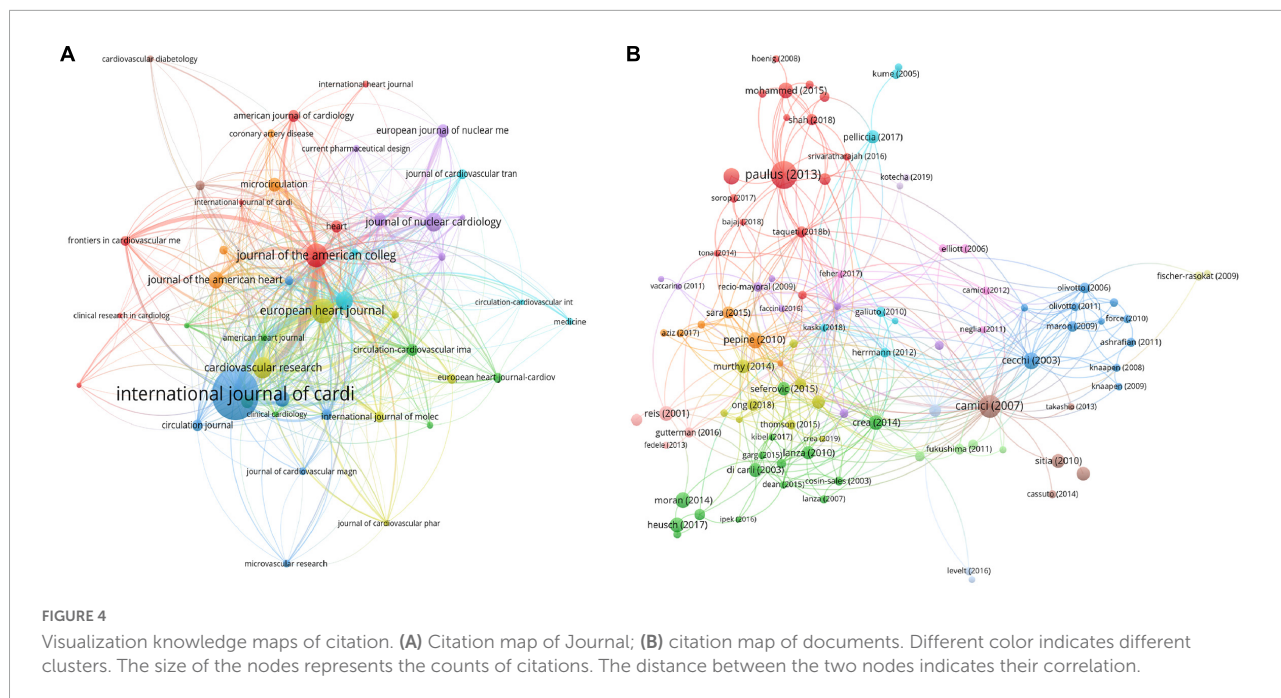 A
cardiovascular diabetology
international heart journal
american journal of cardiology
coronary artery disease
european journal of nuclear me
current pharmaceutical design
journal of cardiovascular tran
microcirculation
international journal of cardi
heart
journal of nuclear cardiology
frontiers in cardiovascular me
journal of the american colleg
journal of the american heart
circulation-cardiovascular int
european heart journal
medicine
clinical research in cardiolog
american heart journal
circulation-cardiovascular ima
cardiovascular research
european heart journal-cardiov
international journal of cardi
clinical cardiology
international journal of molec
circulation journal
journal of cardiovascular magn
journal of cardiovascular phar
microvascular research
B
hoenig (2008)
kume (2005)
mohammed (2015)
shah (2018)
pelliccia (2017)
srivaratharajah (2016)
paulus (2013)
kotecha (2019)
sorop (2017)
bajaj (2018)
taqueti (2018b)
elliott (2006)
tona (2014)
feher (2017)
fischer-rasokat (2009)
vaccarino (2011)
recio-mayoral (2009)
camici (2012)
olivotto (2006)
faccini (2016)
galiuto (2010)
olivotto (2011)
force (2010)
sara (2015)
aziz (2017)
kaski (2018)
neglia (2011)
maron (2009)
ashrafian (2011)
pepine (2010)
herrmann (2012)
cecchi (2003)
murthy (2014)
knaapen (2008)
seferovic (2015)
knaapen (2009)
ong (2018)
camici (2007)
takashio (2013)
reis (2001)
thomson (2015)
crea (2014)
gutterman (2016)
kibel (2017)
crea (2019)
fedele (2013)
garg (2015)
lanza (2010)
fukushima (2011)
sitia (2010)
di carli (2003)
dean (2015)
cosin-sales (2003)
cassuto (2014)
moran (2014)
lanza (2007)
heusch (2017)
ipek (2016)
levelt (2016)
FIGURE 4
Visualization knowledge maps of citation. (A) Citation map of Journal; (B) citation map of documents. Different color indicates different
clusters. The size of the nodes represents the counts of citations. The distance between the two nodes indicates their correlation.